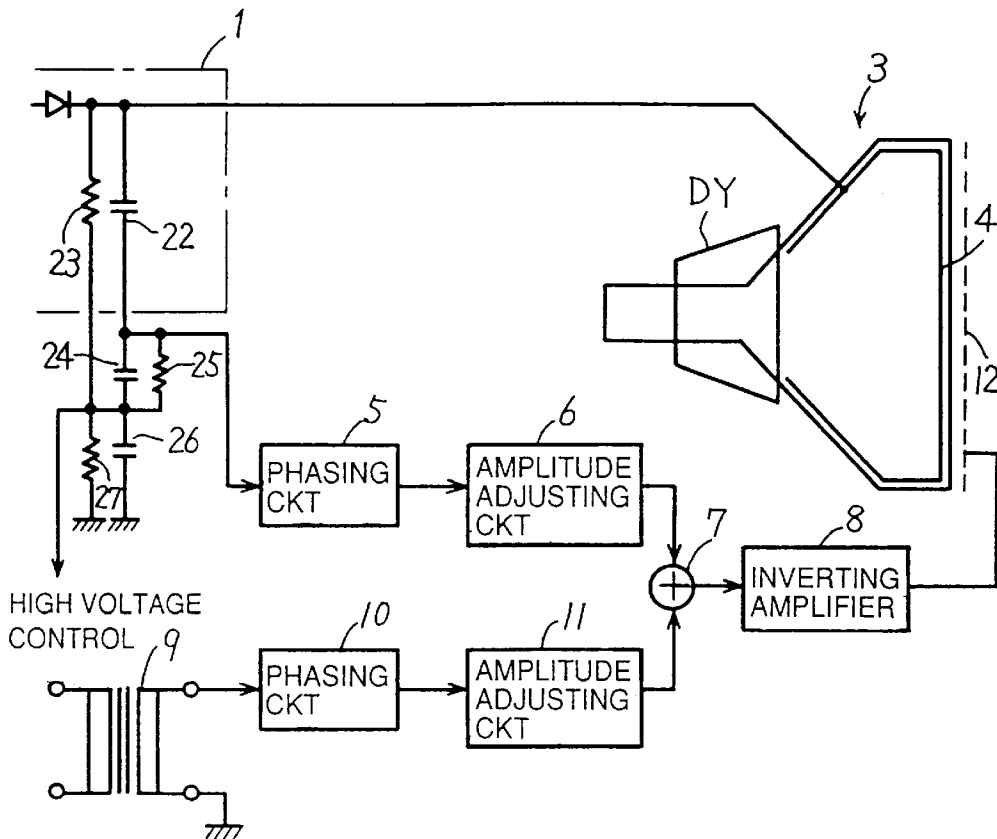 1
3
DY
4
23
22
24
25
12
26
27
5
6
PHASING
CKT
AMPLITUDE
ADJUSTING
CKT
7
8
INVERTING
AMPLIFIER
HIGH VOLTAGE
CONTROL
9
10
11
PHASING
CKT
AMPLITUDE
ADJUSTING
CKT